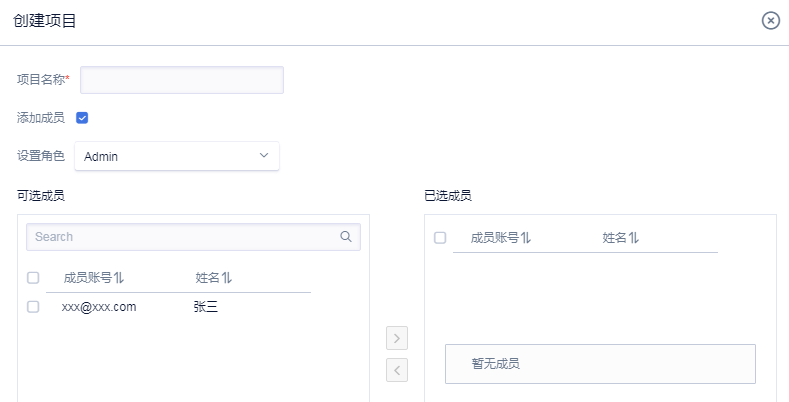 创建项目
项目名称*
添加成员
设置角色 Admin
可选成员
Search
成员账号 姓名
xxx@xxx.com 张三
已选成员
成员账号 姓名
暂无成员